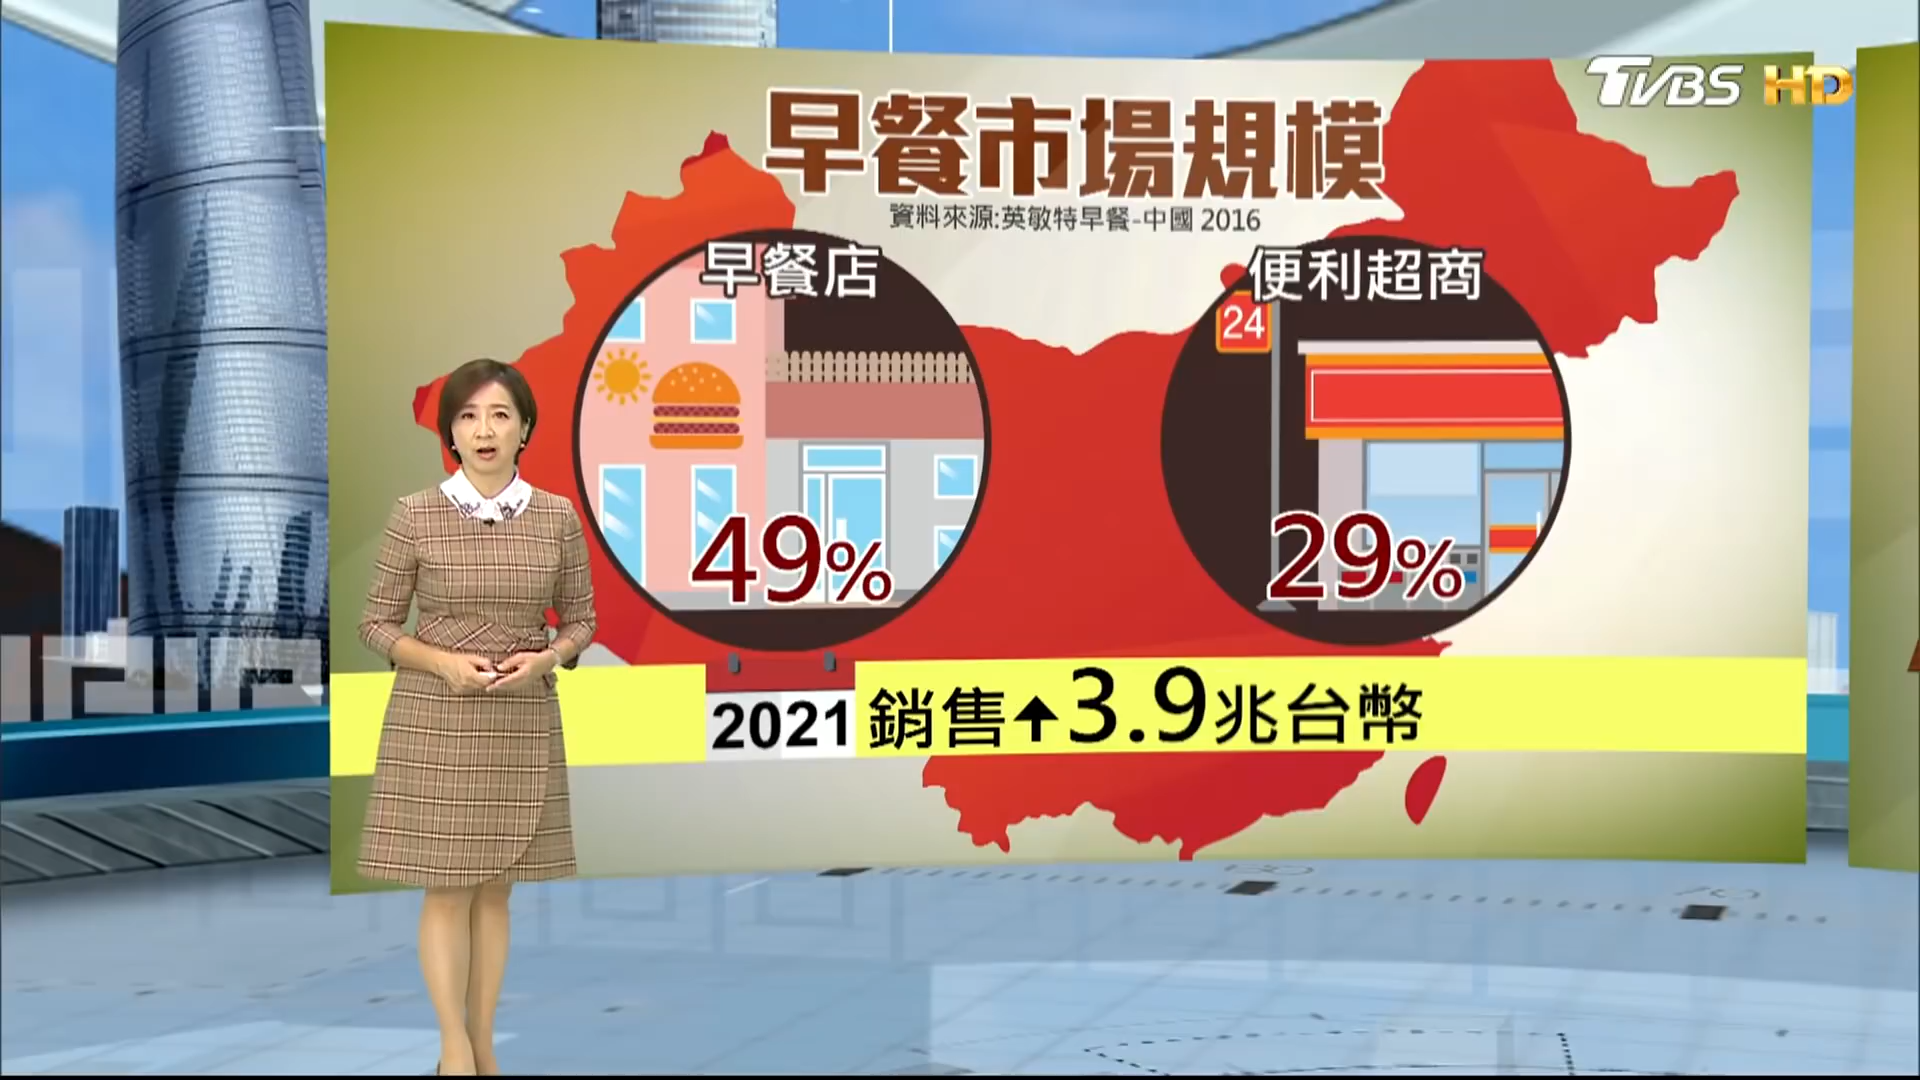 TVBS HD
早餐市場規模
資料來源:英敏特早餐-中國 2016
早餐店
便利超商
24
49%
29%
2021 銷售↑3.9兆台幣